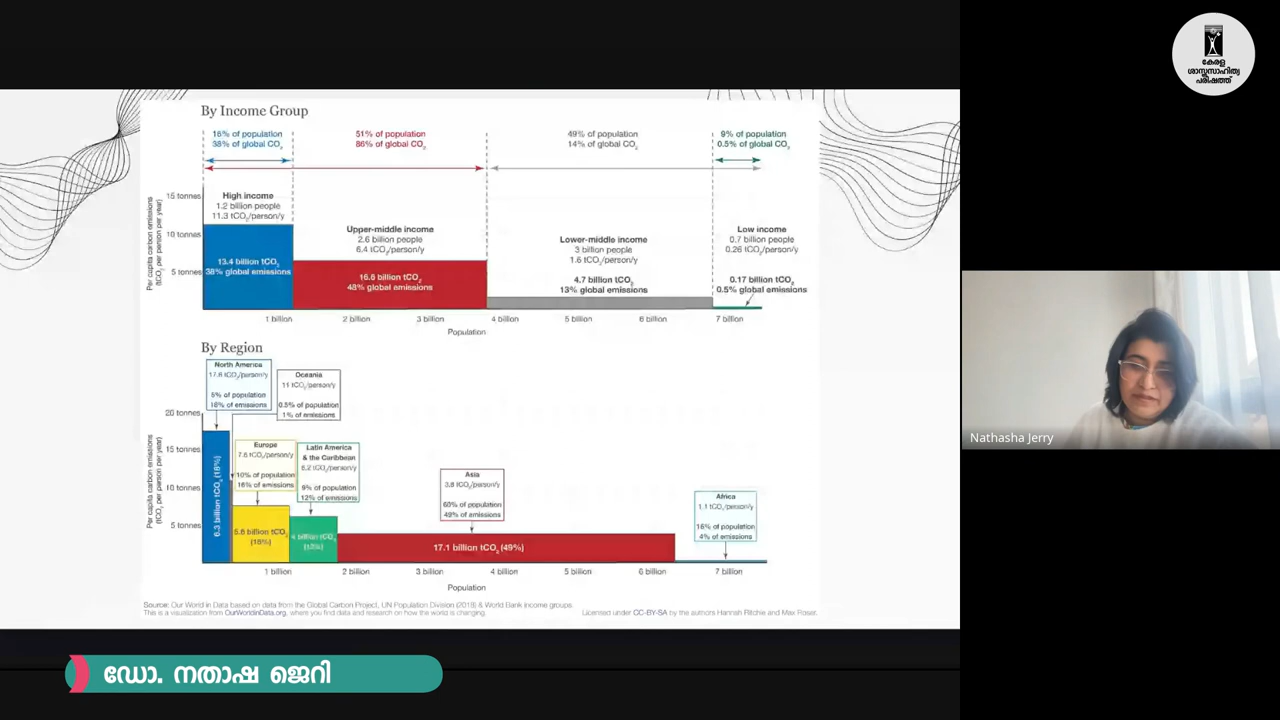 കേരള
ശാസ്ത്രസാഹിത്യ
പരിഷത്ത്
By Income Group
16% of population
38% of global CO₂
51% of population
86% of global CO₂
49% of population
14% of global CO₂
9% of population
0.5% of global CO₂
Per capita carbon emissions
(tCO₂ per person per year)
15 tonnes
10 tonnes
5 tonnes
High income
1.2 billion people
11.3 tCO₂/person/y
13.4 billion tCO₂
38% global emissions
Upper-middle income
2.6 billion people
6.4 tCO₂/person/y
16.6 billion tCO₂
48% global emissions
Lower-middle income
3 billion people
1.6 tCO₂/person/y
4.7 billion tCO₂
13% global emissions
Low income
0.7 billion people
0.26 tCO₂/person/y
0.17 billion tCO₂
0.5% global emissions
1 billion
2 billion
3 billion
4 billion
5 billion
6 billion
7 billion
Population
By Region
North America
17.6 tCO₂/person/y
5% of population
18% of emissions
Oceania
11 tCO₂/person/y
0.5% of population
1% of emissions
Europe
7.6 tCO₂/person/y
10% of population
16% of emissions
Latin America
& the Caribbean
6.2 tCO₂/person/y
9% of population
12% of emissions
Asia
3.8 tCO₂/person/y
60% of population
49% of emissions
Africa
1.1 tCO₂/person/y
16% of population
4% of emissions
Per capita carbon emissions
(tCO₂ per person per year)
20 tonnes
15 tonnes
10 tonnes
5 tonnes
6.3 billion tCO₂ (18%)
5.8 billion tCO₂
(16%)
billion tCO₂
17.1 billion tCO₂ (49%)
1 billion
2 billion
3 billion
4 billion
5 billion
6 billion
7 billion
Population
Source: Our World in Data based on data from the Global Carbon Project, UN Population Division (2018) & World Bank income groups.
This is a visualization from OurWorldinData.org, where you find data and research on how the world is changing.
Licensed under CC-BY-SA by the authors Hannah Ritchie and Max Roser.
Nathasha Jerry
ഡോ. നതാഷ ജെറി